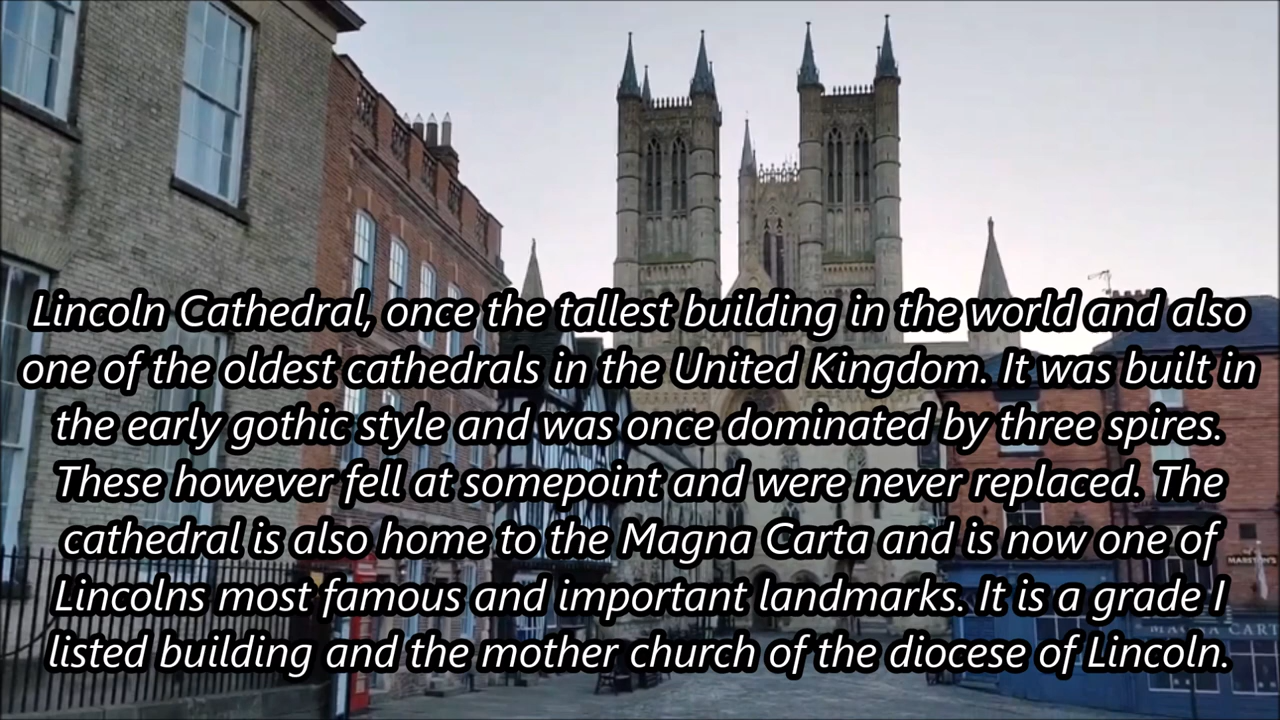 Lincoln Cathedral, once the tallest building in the world and also
one of the oldest cathedrals in the United Kingdom. It was built in
the early gothic style and was once dominated by three spires.
These however fell at somepoint and were never replaced. The
cathedral is also home to the Magna Carta and is now one of
Lincolns most famous and important landmarks. It is a grade I
listed building and the mother church of the diocese of Lincoln.
MARSTON'S
MAGNA CART